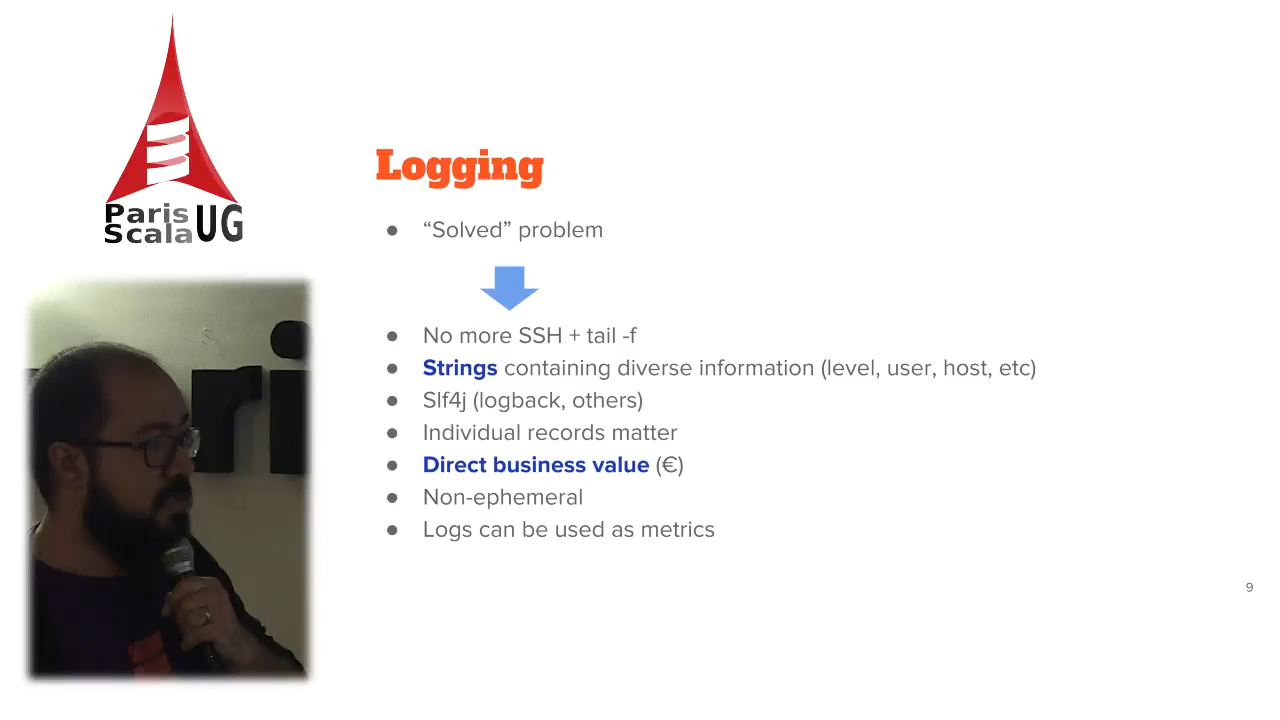 Paris
Scala UG
Logging
● “Solved” problem
● No more SSH + tail -f
● Strings containing diverse information (level, user, host, etc)
● Slf4j (logback, others)
● Individual records matter
● Direct business value (€)
● Non-ephemeral
● Logs can be used as metrics
9